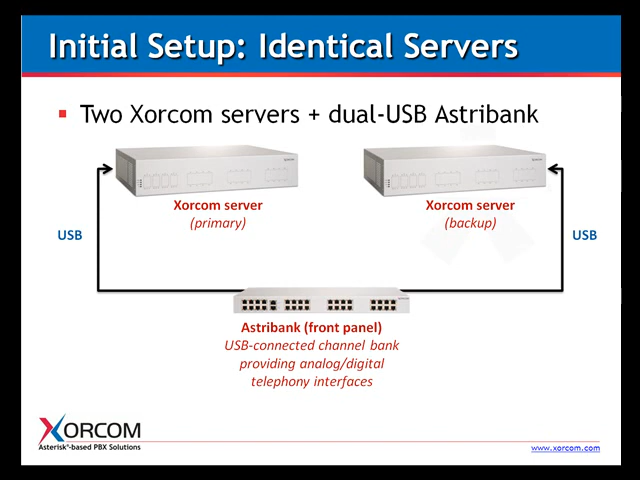 Initial Setup: Identical Servers
Two Xorcom servers + dual-USB Astribank
Xorcom server
(primary)
Xorcom server
(backup)
USB
USB
Astribank (front panel)
USB-connected channel bank
providing analog/digital
telephony interfaces
XORCOM
Asterisk®-based PBX Solutions
www.xorcom.com